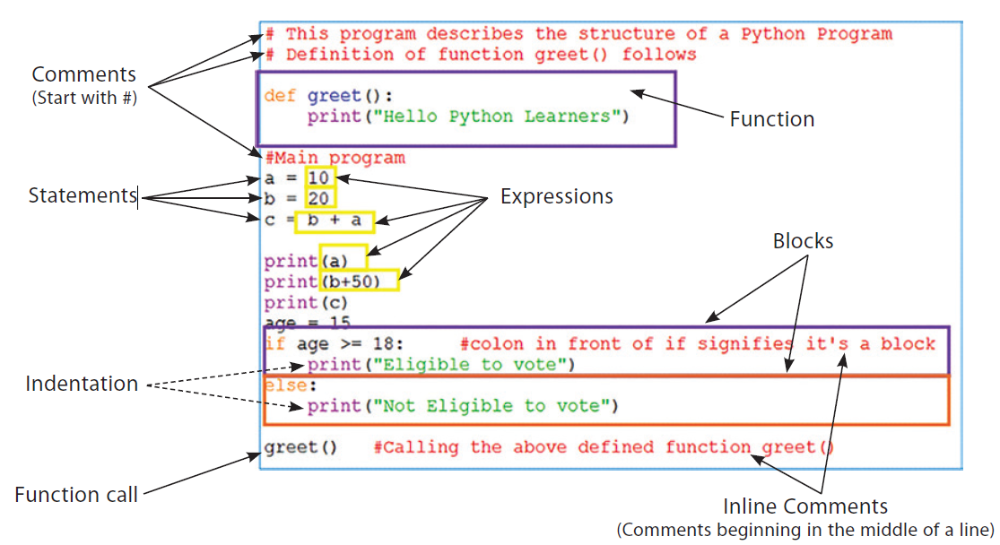 # This program describes the structure of a Python Program
# Definition of function greet() follows
Comments
(Start with #)
def greet():
    print("Hello Python Learners")
Function
#Main program
a = 10
Statements
b = 20
Expressions
c = b + a
Blocks
print(a)
print(b+50)
print(c)
age = 15
if age >= 18:     #colon in front of if signifies it's a block
    print("Eligible to vote")
Indentation
else:
    print("Not Eligible to vote")
greet()   #Calling the above defined function greet()
Function call
Inline Comments
(Comments beginning in the middle of a line)